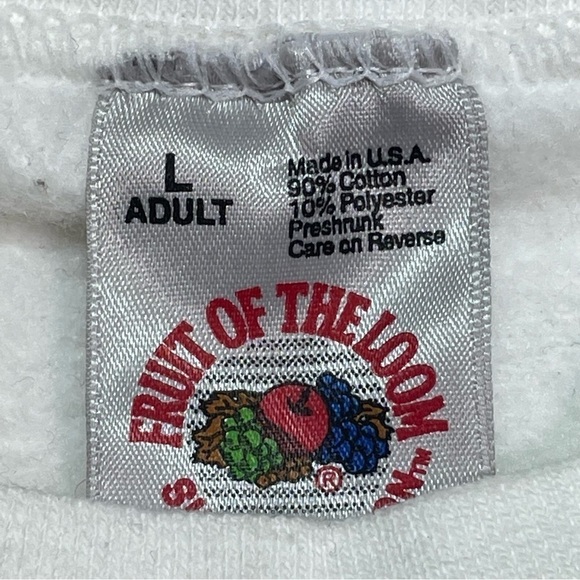 L
ADULT
Made in U.S.A.
90% Cotton
10% Polyester
Preshrunk
Care on Reverse
FRUIT OF THE LOOM
®